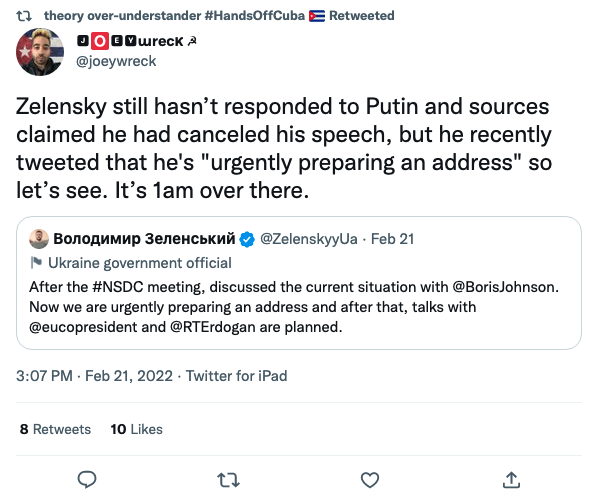 theory over-understander #HandsOffCuba 🇨🇺 Retweeted
🅹🅾🅴🆈ɯrecк ☭
@joeywreck
Zelensky still hasn’t responded to Putin and sources
claimed he had canceled his speech, but he recently
tweeted that he's "urgently preparing an address" so
let’s see. It’s 1am over there.
Володимир Зеленський @ZelenskyyUa · Feb 21
Ukraine government official
After the #NSDC meeting, discussed the current situation with @BorisJohnson.
Now we are urgently preparing an address and after that, talks with
@eucopresident and @RTErdogan are planned.
3:07 PM · Feb 21, 2022 · Twitter for iPad
8 Retweets 10 Likes